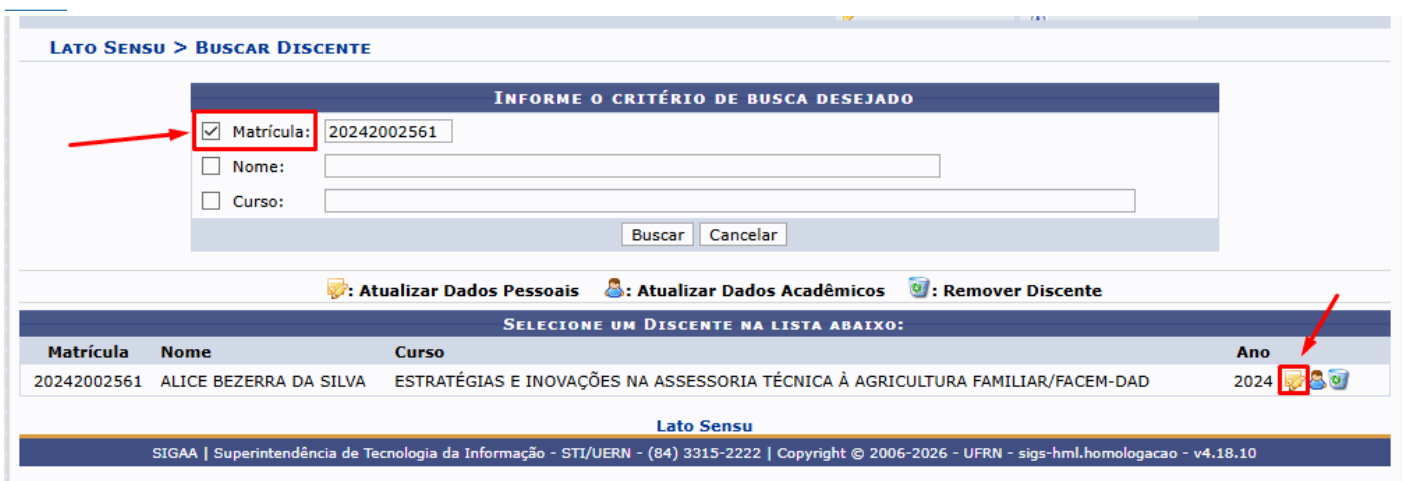 LATO SENSU > BUSCAR DISCENTE
INFORME O CRITÉRIO DE BUSCA DESEJADO
Matrícula: 20242002561
Nome:
Curso:
Buscar Cancelar
: Atualizar Dados Pessoais : Atualizar Dados Acadêmicos : Remover Discente
SELECIONE UM DISCENTE NA LISTA ABAIXO:
Matrícula Nome Curso Ano
20242002561 ALICE BEZERRA DA SILVA ESTRATÉGIAS E INOVAÇÕES NA ASSESSORIA TÉCNICA À AGRICULTURA FAMILIAR/FACEM-DAD 2024
Lato Sensu
SIGAA | Superintendência de Tecnologia da Informação - STI/UERN - (84) 3315-2222 | Copyright © 2006-2026 - UFRN - sigs-hml.homologacao - v4.18.10